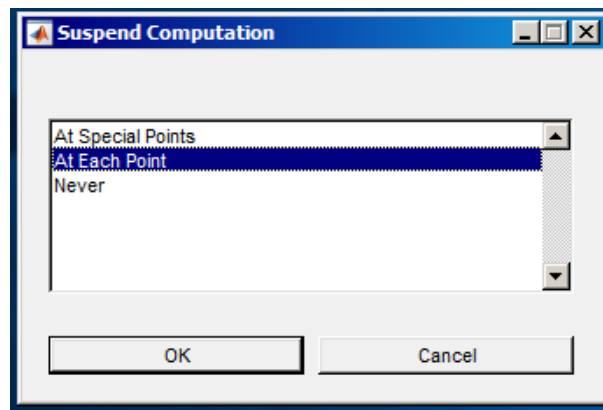 Suspend Computation
At Special Points
At Each Point
Never
OK
Cancel